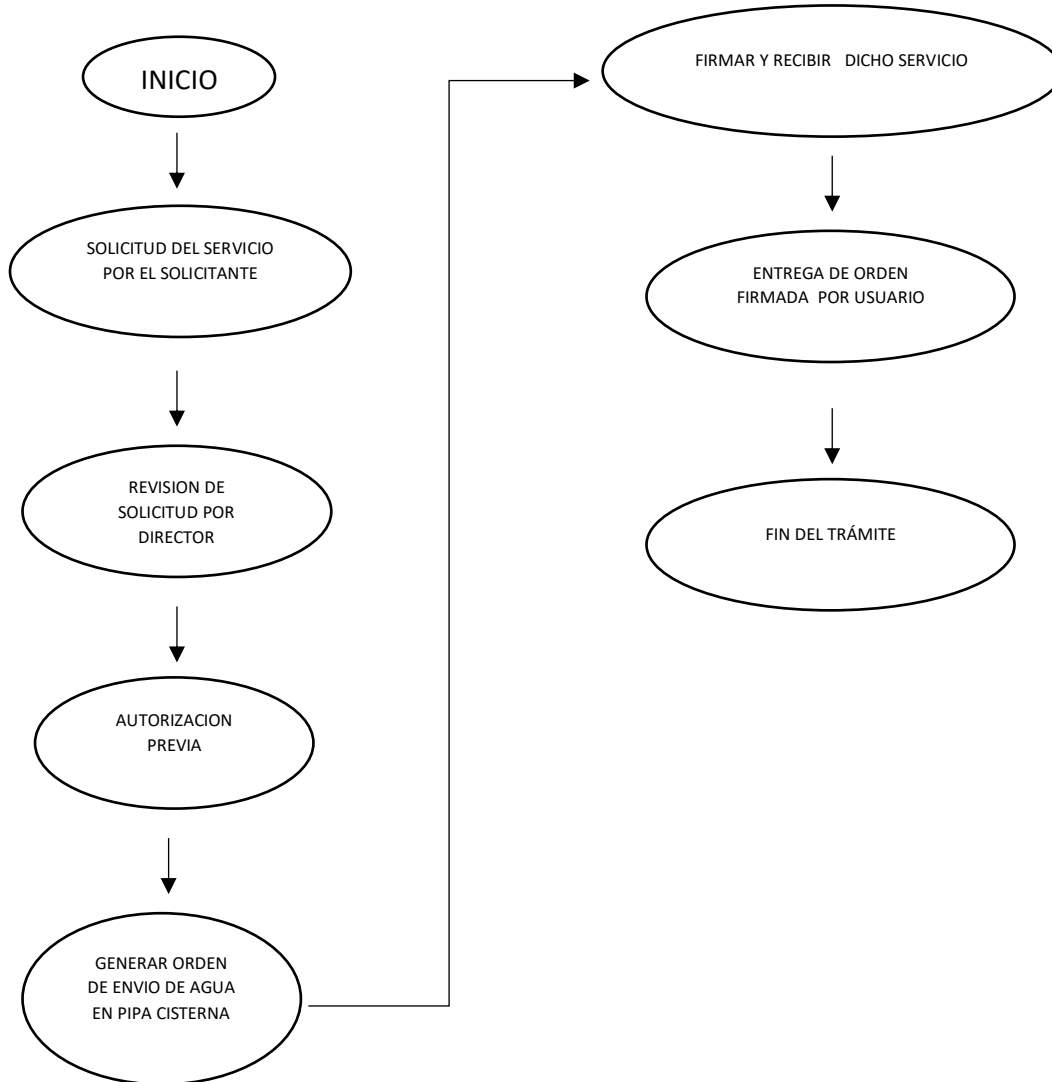 INICIO
SOLICITUD DEL SERVICIO
POR EL SOLICITANTE
REVISION DE
SOLICITUD POR
DIRECTOR
AUTORIZACION
PREVIA
GENERAR ORDEN
DE ENVIO DE AGUA
EN PIPA CISTERNA
FIRMAR Y RECIBIR DICHO SERVICIO
ENTREGA DE ORDEN
FIRMADA POR USUARIO
FIN DEL TRÁMITE